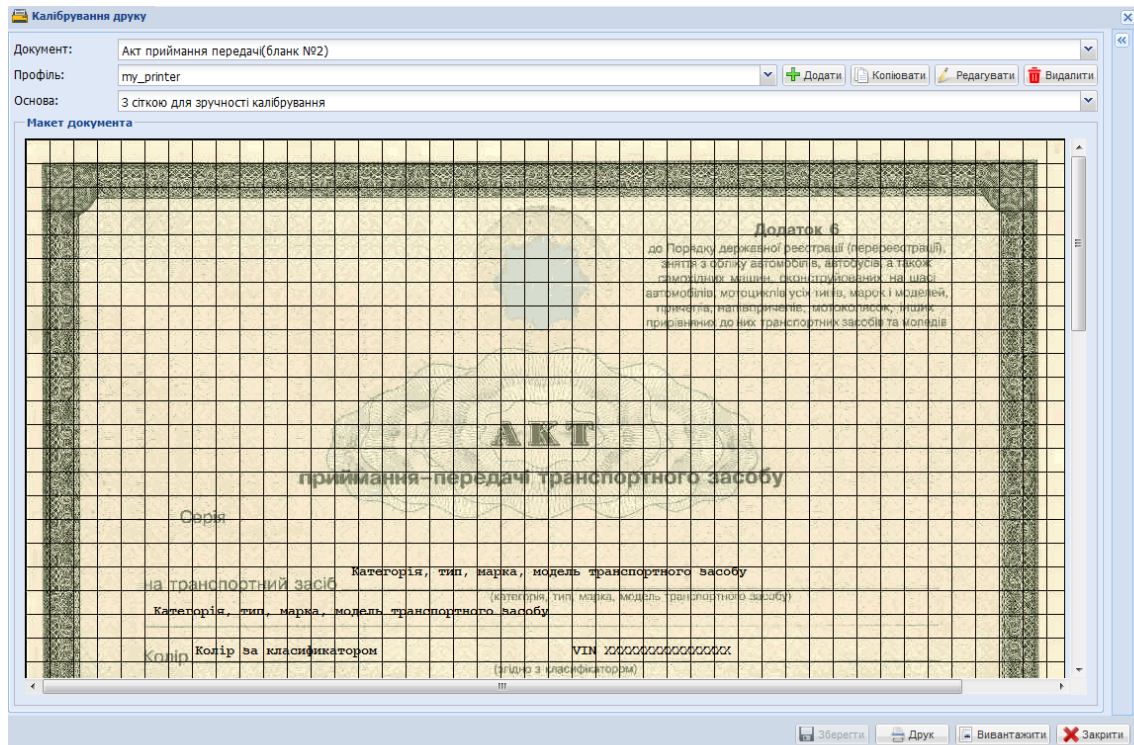 Калібрування друку
Документ: Акт приймання передачі(бланк №2)
Профіль: my_printer Додати Копіювати Редагувати Видалити
Основа: З сіткою для зручності калібрування
Макет документа
Додаток 6
до Порядку державної реєстрації (перереєстрації),
зняття з обліку автомобілів, автобусів, а також
самохідних машин, сконструйованих на шасі
автомобілів, мотоциклів усіх типів, марок і моделей,
причепів, напівпричепів, мотоколясок, інших
прирівняних до них транспортних засобів та мопедів
АКТ
приймання-передачі транспортного засобу
Серія
на транспортний засіб Категорія, тип, марка, модель транспортного засобу
(категорія, тип, марка, модель транспортного засобу)
Категорія, тип, марка, модель транспортного засобу
Колір Колір за класификатором VIN XXXXXXXXXXXXXXXXX
(згідно з класифікатором)
Зберегти Друк Вивантажити Закрити